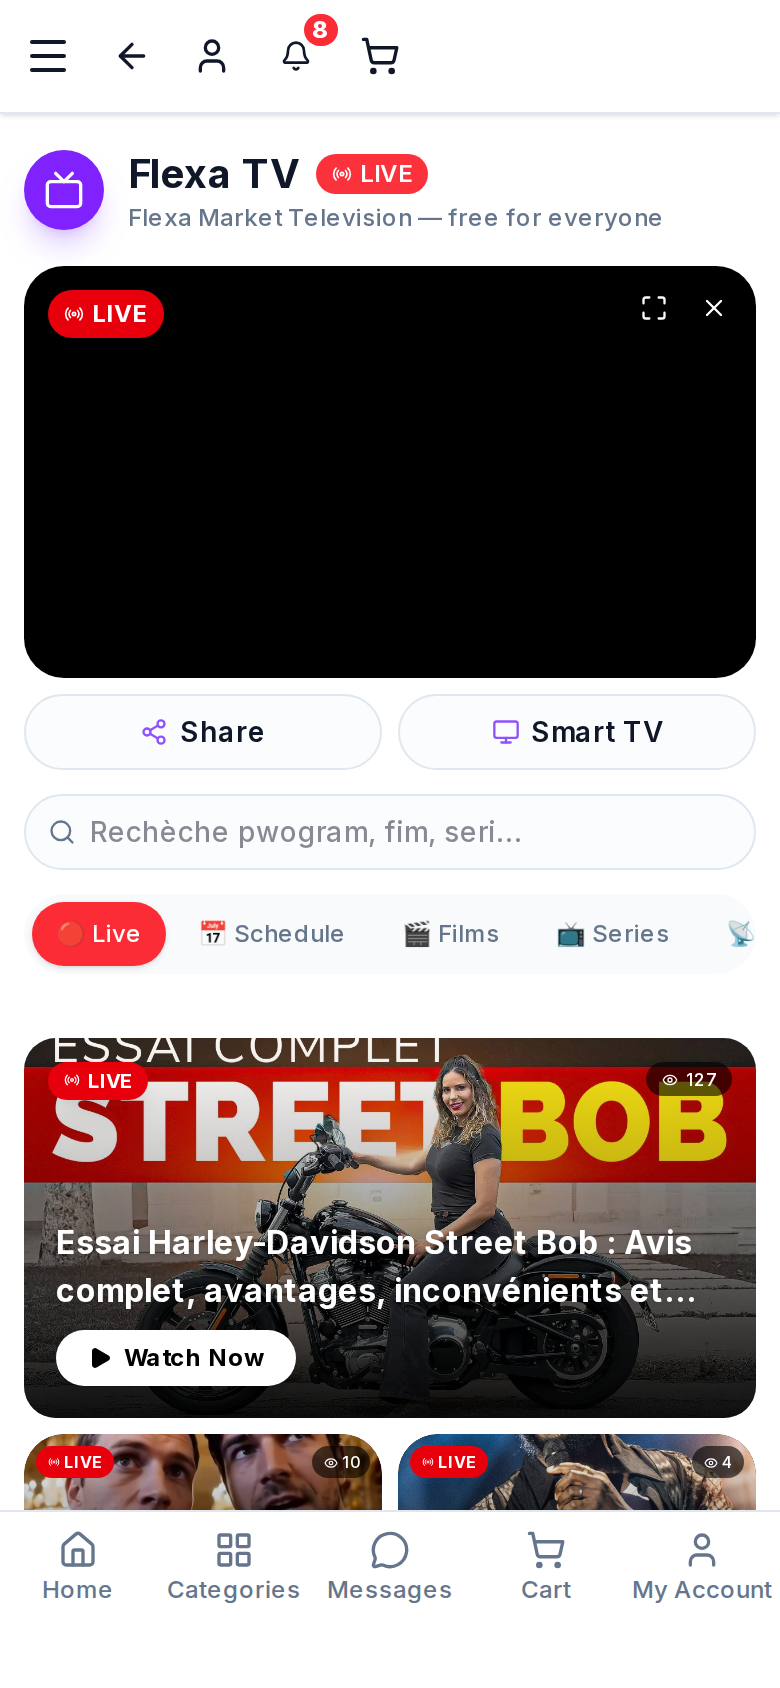 8
Flexa TV LIVE
Flexa Market Television — free for everyone
LIVE
Share
Smart TV
Rechèche pwogram, fim, seri...
Live
Schedule
Films
Series
ESSAI COMPLET
LIVE
127
STREET BOB
Essai Harley-Davidson Street Bob : Avis
complet, avantages, inconvénients et...
Watch Now
LIVE
10
LIVE
4
Home
Categories
Messages
Cart
My Account